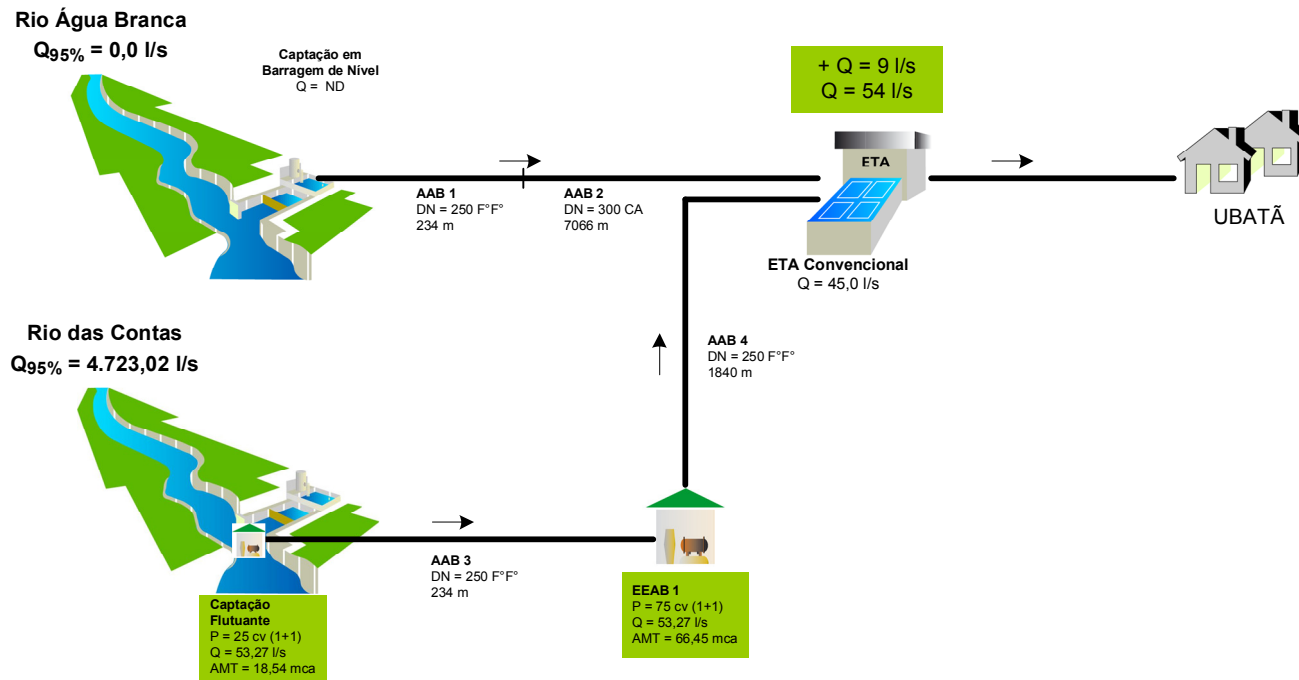 Rio Água Branca
Q95% = 0,0 l/s
Captação em
Barragem de Nível
Q = ND
+ Q = 9 l/s
Q = 54 l/s
ETA
AAB 1
DN = 250 F°F°
234 m
AAB 2
DN = 300 CA
7066 m
UBATÃ
ETA Convencional
Q = 45,0 l/s
Rio das Contas
Q95% = 4.723,02 l/s
AAB 4
DN = 250 F°F°
1840 m
AAB 3
DN = 250 F°F°
234 m
Captação
Flutuante
P = 25 cv (1+1)
Q = 53,27 l/s
AMT = 18,54 mca
EEAB 1
P = 75 cv (1+1)
Q = 53,27 l/s
AMT = 66,45 mca